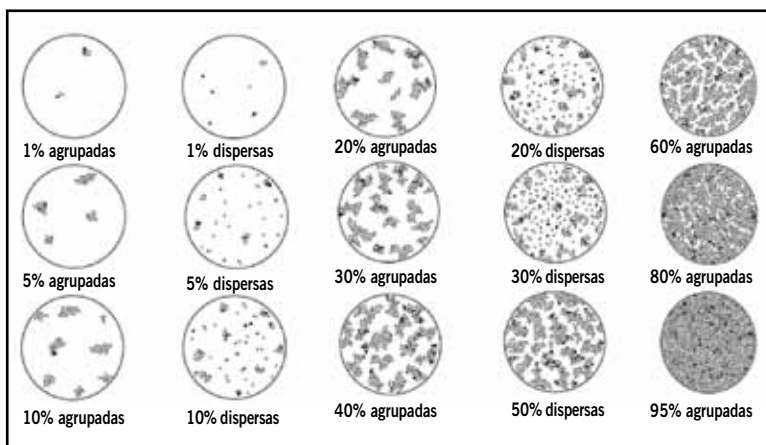 1% agrupadas
1% dispersas
20% agrupadas
20% dispersas
60% agrupadas
5% agrupadas
5% dispersas
30% agrupadas
30% dispersas
80% agrupadas
10% agrupadas
10% dispersas
40% agrupadas
50% dispersas
95% agrupadas